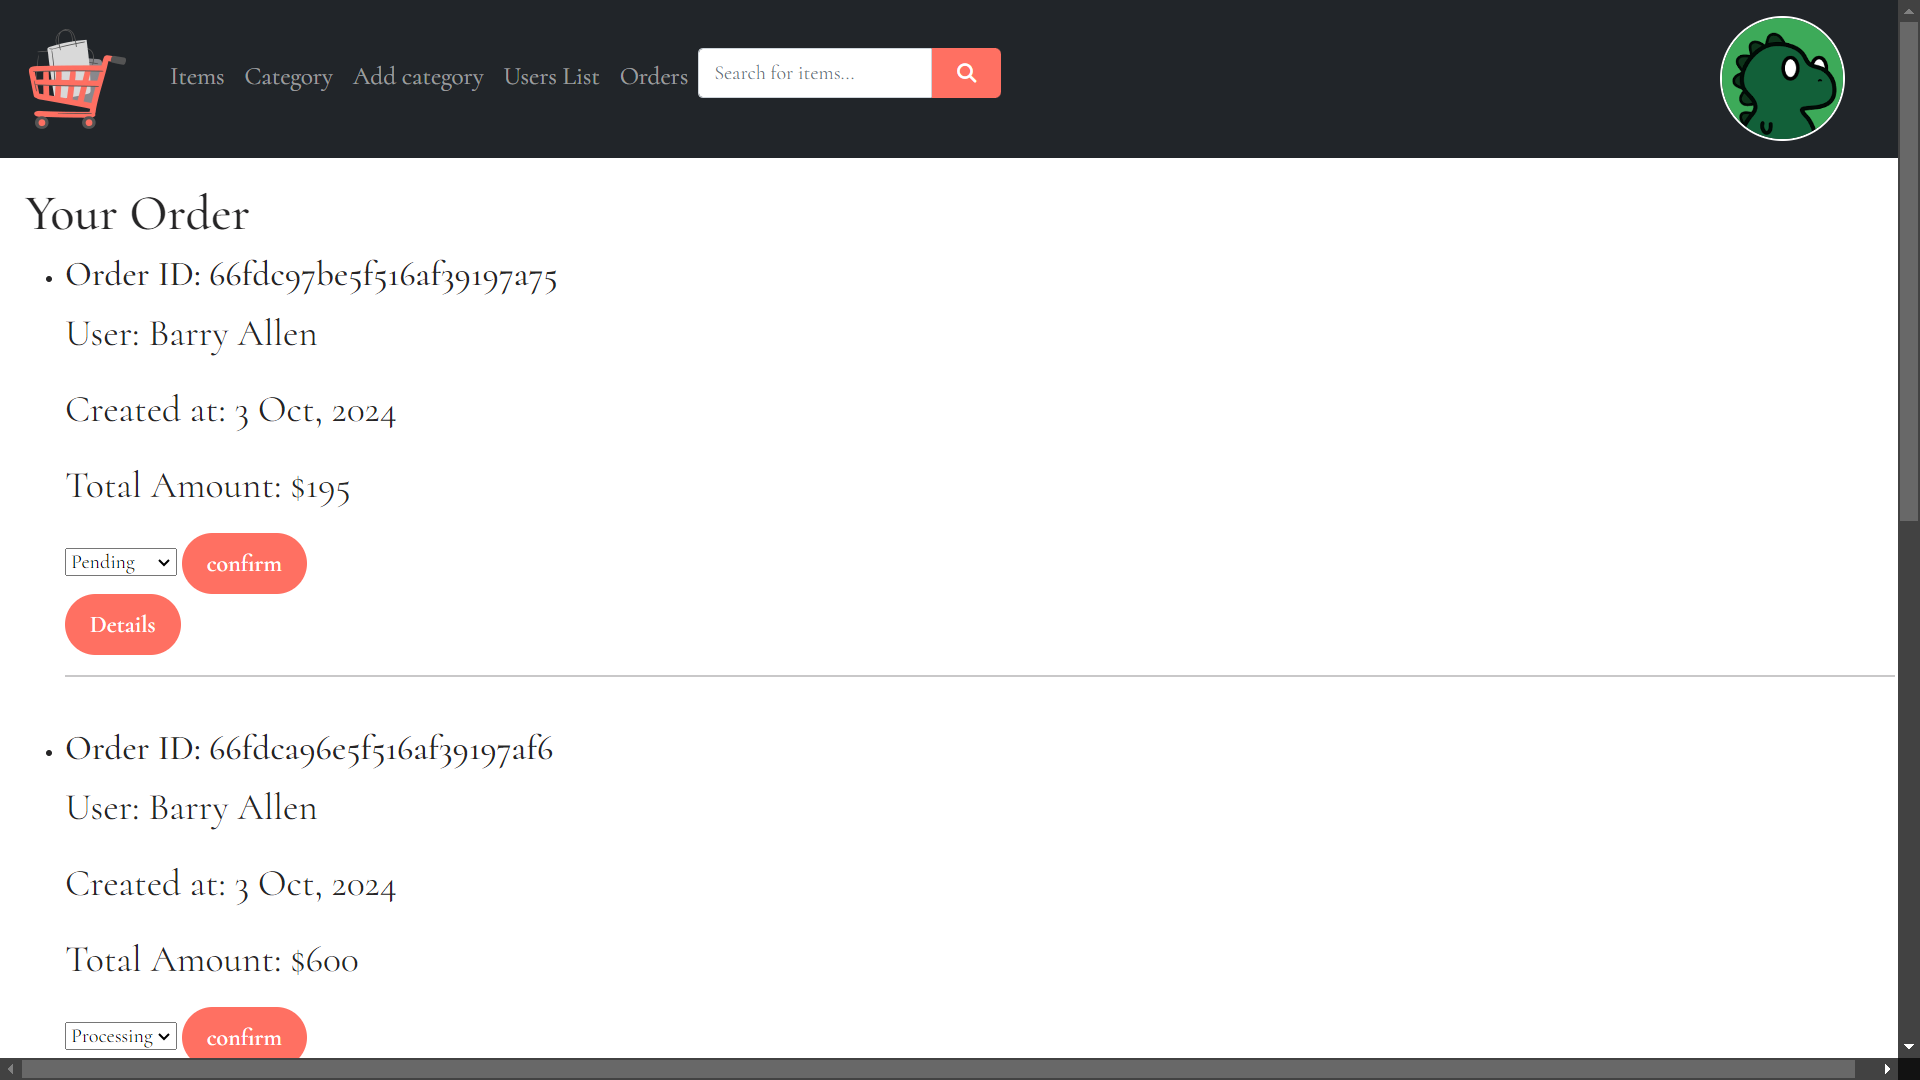 Items Category Add category Users List Orders Search for items...
Your Order
• Order ID: 66fdc97be5f516af39197a75
User: Barry Allen
Created at: 3 Oct, 2024
Total Amount: $195
Pending confirm
Details
• Order ID: 66fdca96e5f516af39197af6
User: Barry Allen
Created at: 3 Oct, 2024
Total Amount: $600
Processing confirm